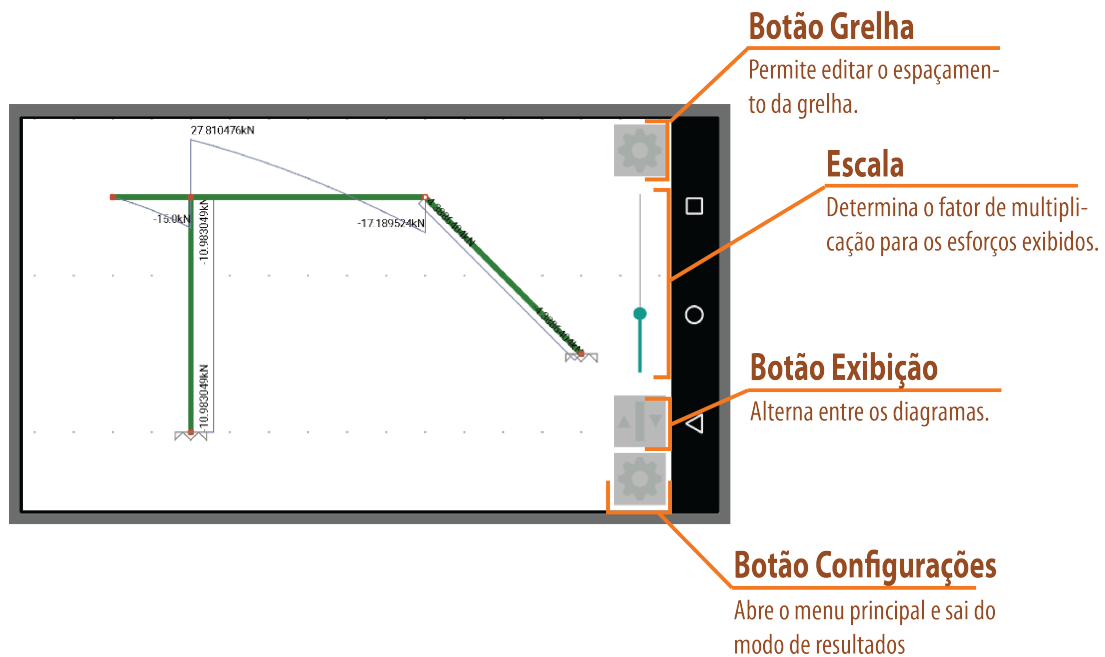 Botão Grelha
Permite editar o espaçamen-
to da grelha.
Escala
Determina o fator de multipli-
cação para os esforços exibidos.
Botão Exibição
Alterna entre os diagramas.
Botão Configurações
Abre o menu principal e sai do
modo de resultados
27.810476kN
-15.0kN
-10.983049kN
-17.189524kN
-10.983049kN